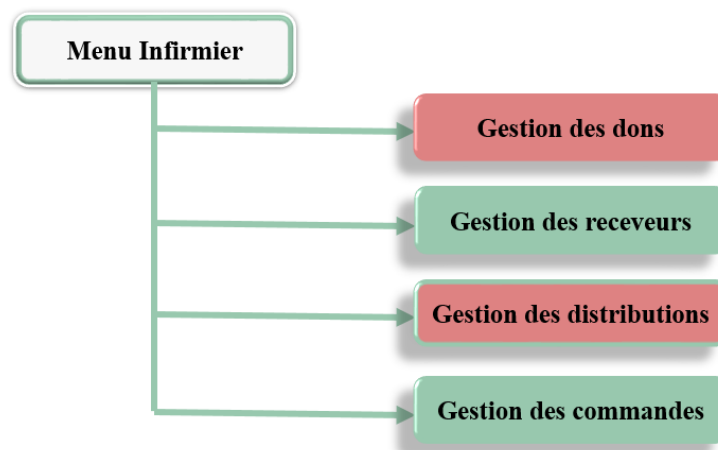 Menu Infirmier
Gestion des dons
Gestion des receveurs
Gestion des distributions
Gestion des commandes